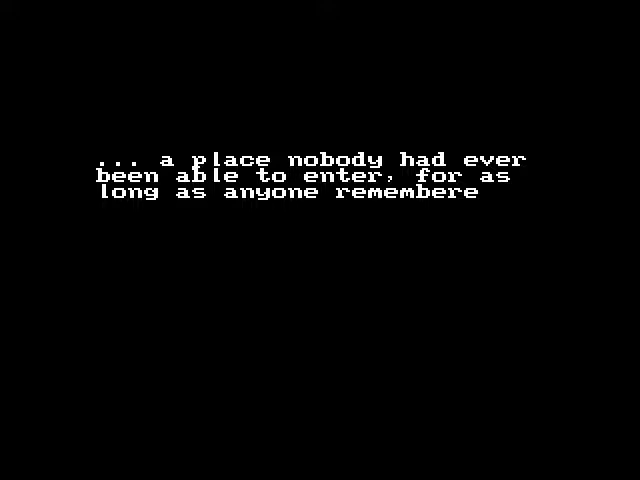 ... a place nobody had ever
been able to enter, for as
long as anyone remembere